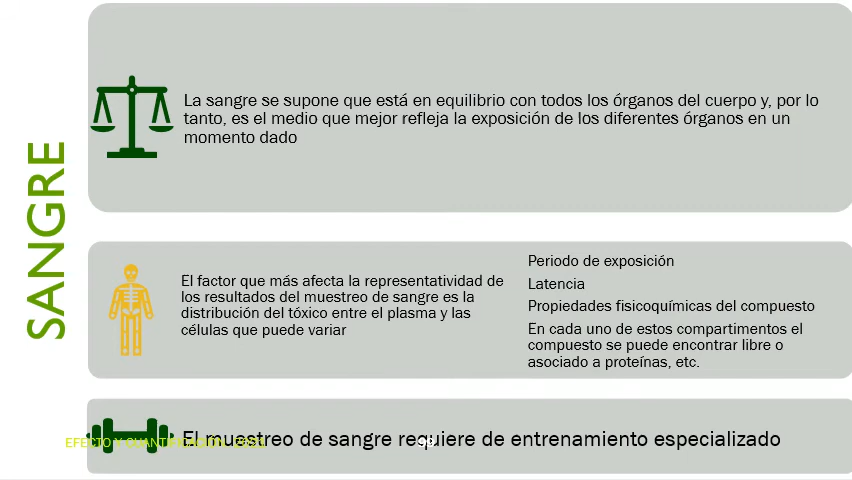 SANGRE
La sangre se supone que está en equilibrio con todos los órganos del cuerpo y, por lo
tanto, es el medio que mejor refleja la exposición de los diferentes órganos en un
momento dado
El factor que más afecta la representatividad de
los resultados del muestreo de sangre es la
distribución del tóxico entre el plasma y las
células que puede variar
Periodo de exposición
Latencia
Propiedades fisicoquímicas del compuesto
En cada uno de estos compartimentos el
compuesto se puede encontrar libre o
asociado a proteínas, etc.
El muestreo de sangre requiere de entrenamiento especializado
EFECTO Y CUANTIFICACIÓN